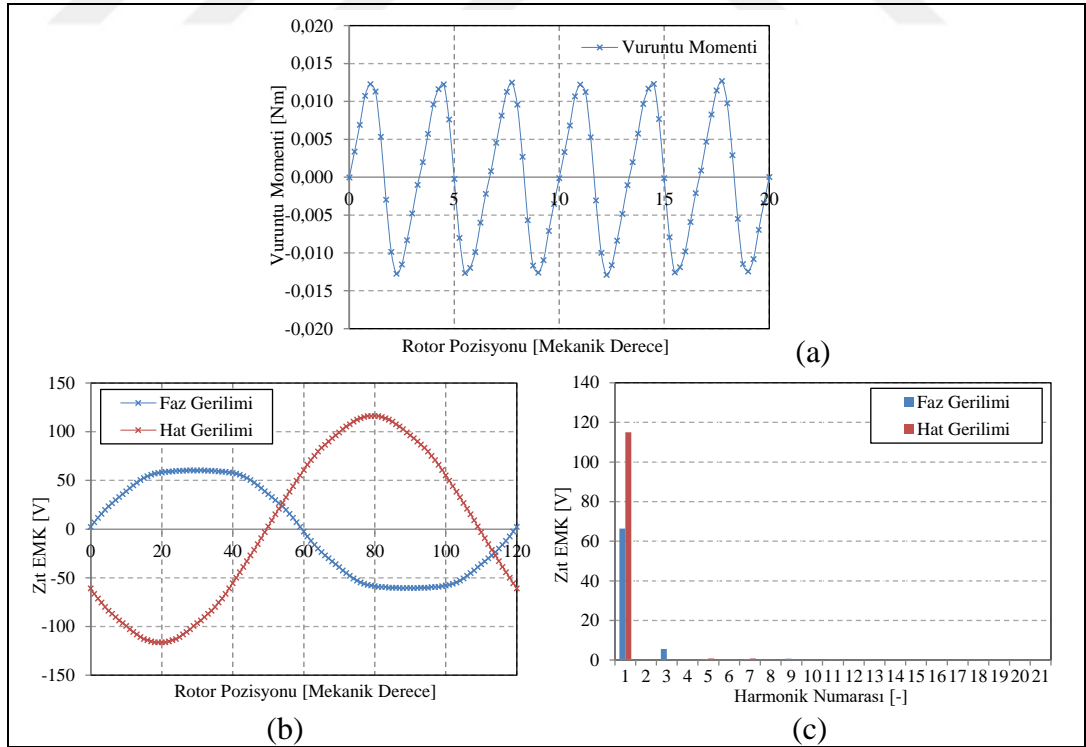 0,020
0,015
0,010
0,005
0,000
-0,005
-0,010
-0,015
-0,020
Vuruntu Momenti [Nm]
Vuruntu Momenti
0 5 10 15 20
Rotor Pozisyonu [Mekanik Derece]
(a)
150
100
50
0
-50
-100
-150
Zıt EMK [V]
Faz Gerilimi
Hat Gerilimi
0 20 40 60 80 100 120
Rotor Pozisyonu [Mekanik Derece]
(b)
140
120
100
80
60
40
20
0
Zıt EMK [V]
Faz Gerilimi
Hat Gerilimi
1 2 3 4 5 6 7 8 9 10 11 12 13 14 15 16 17 18 19 20 21
Harmonik Numarası [-]
(c)